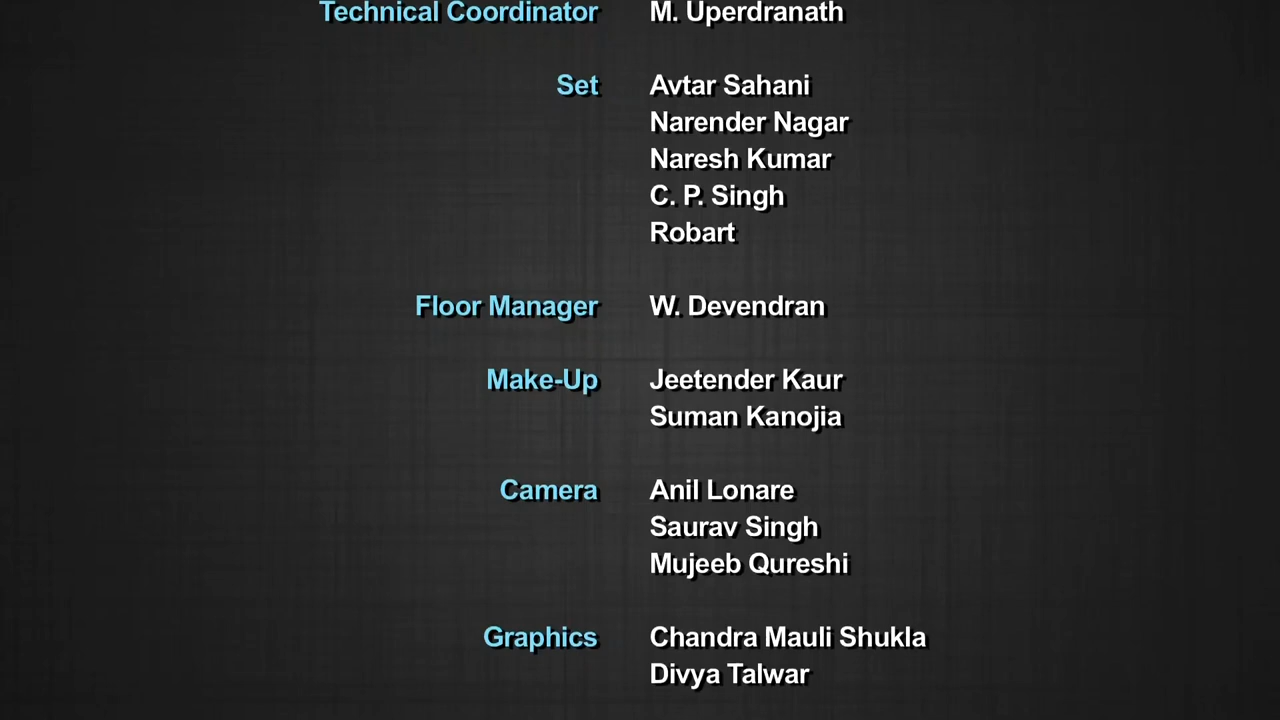 Technical Coordinator M. Uperdranath
Set Avtar Sahani
Narender Nagar
Naresh Kumar
C. P. Singh
Robart
Floor Manager W. Devendran
Make-Up Jeetender Kaur
Suman Kanojia
Camera Anil Lonare
Saurav Singh
Mujeeb Qureshi
Graphics Chandra Mauli Shukla
Divya Talwar